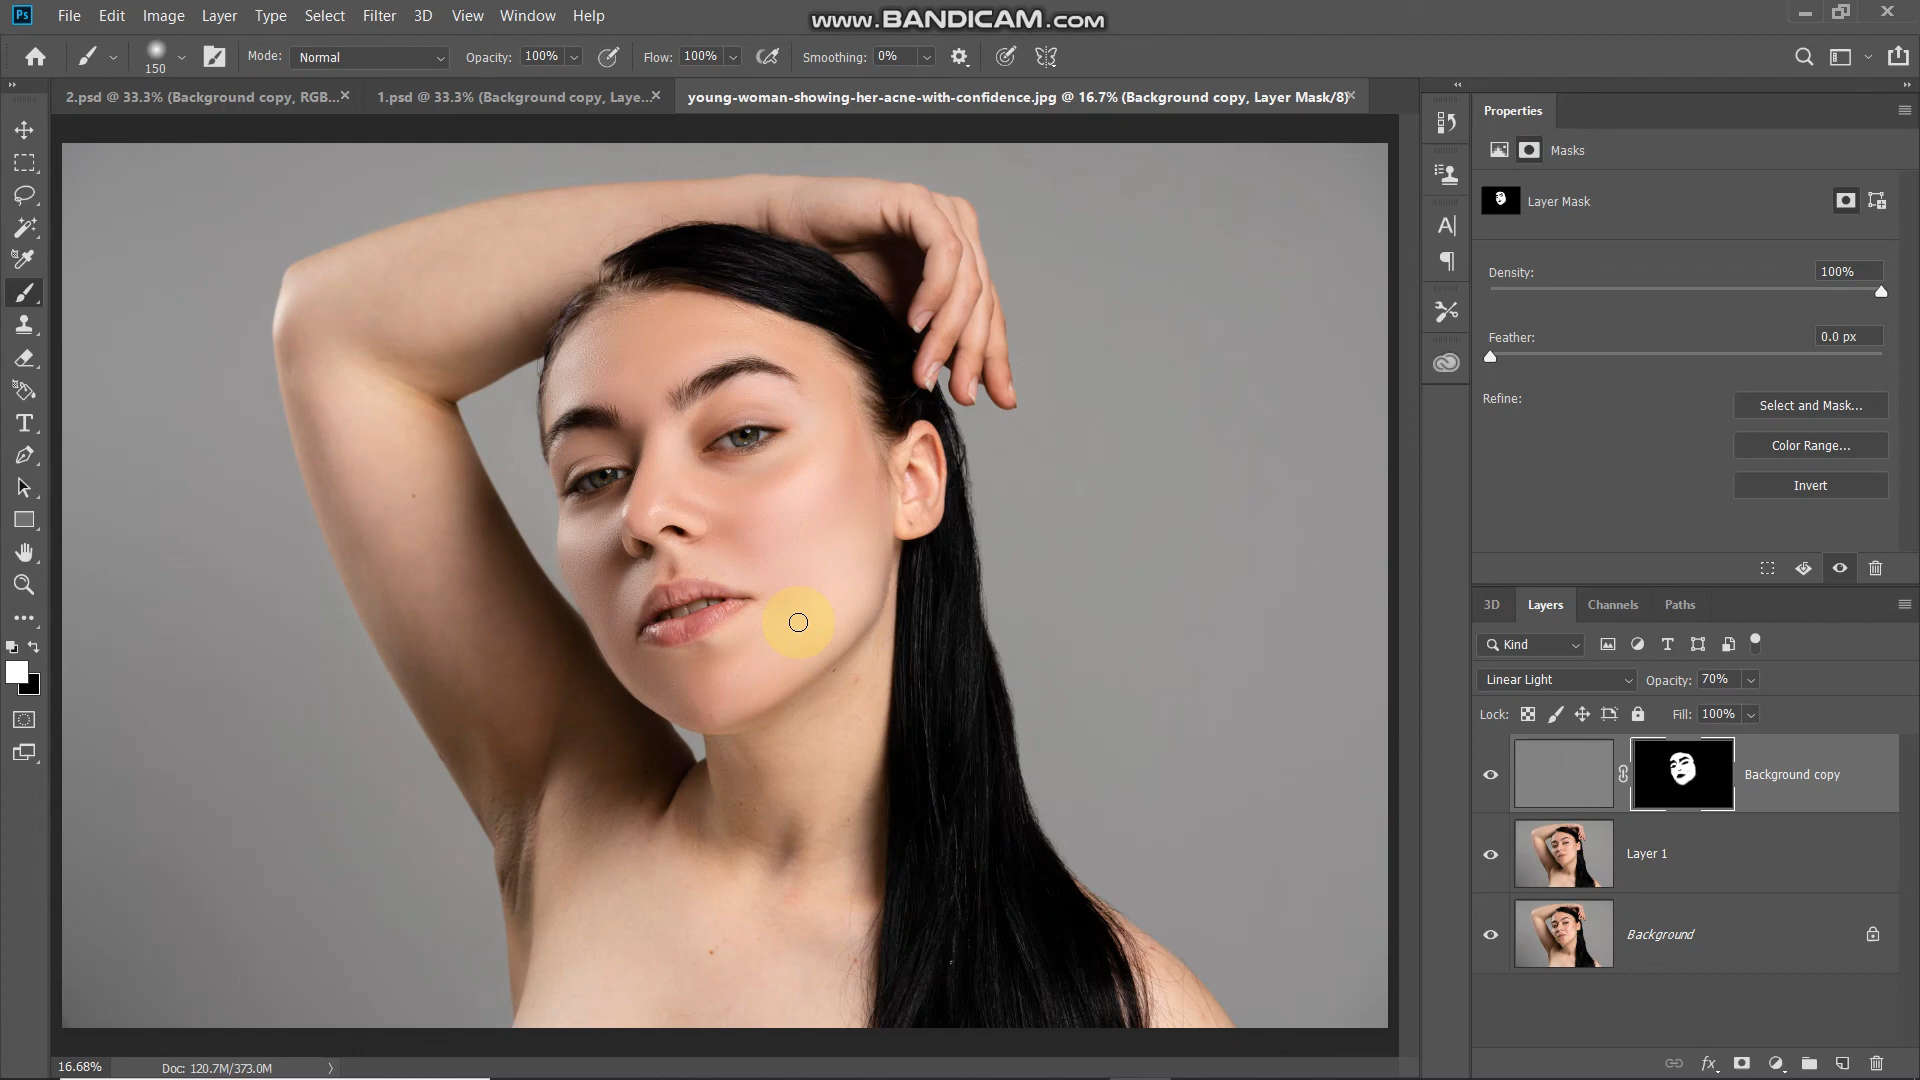 Ps File Edit Image Layer Type Select Filter 3D View Window Help
www.BANDICAM.COM
150 Mode: Normal Opacity: 100% Flow: 100% Smoothing: 0%
2.psd @ 33.3% (Background copy, RGB...
1.psd @ 33.3% (Background copy, Laye...
young-woman-showing-her-acne-with-confidence.jpg @ 16.7% (Background copy, Layer Mask/8)
Properties
Masks
Layer Mask
Density: 100%
Feather: 0.0 px
Refine: Select and Mask...
Color Range...
Invert
3D Layers Channels Paths
Kind
Linear Light Opacity: 70%
Lock: Fill: 100%
Background copy
Layer 1
Background
16.68% Doc: 120.7M/373.0M